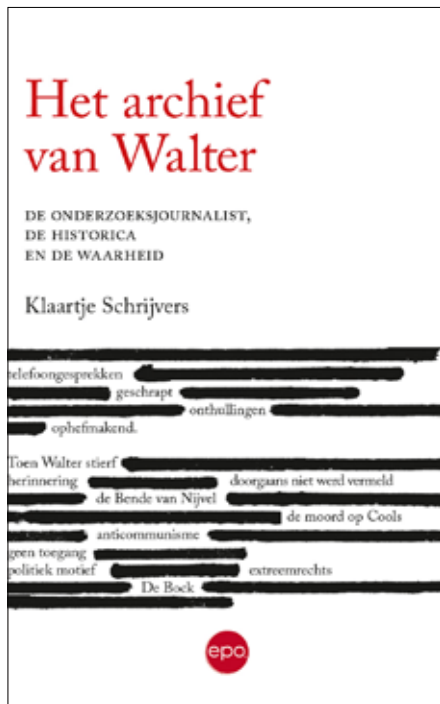 Het archief
van Walter
DE ONDERZOEKSJOURNALIST,
DE HISTORICA
EN DE WAARHEID
Klaartje Schrijvers
telefoongesprekken
geschrapt
onthullingen
ophefmakend.
Toen Walter stierf
herinnering doorgaans niet werd vermeld
de Bende van Nijvel
de moord op Cools
anticommunisme
geen toegang
politiek motief extreemrechts
De Bock
epo